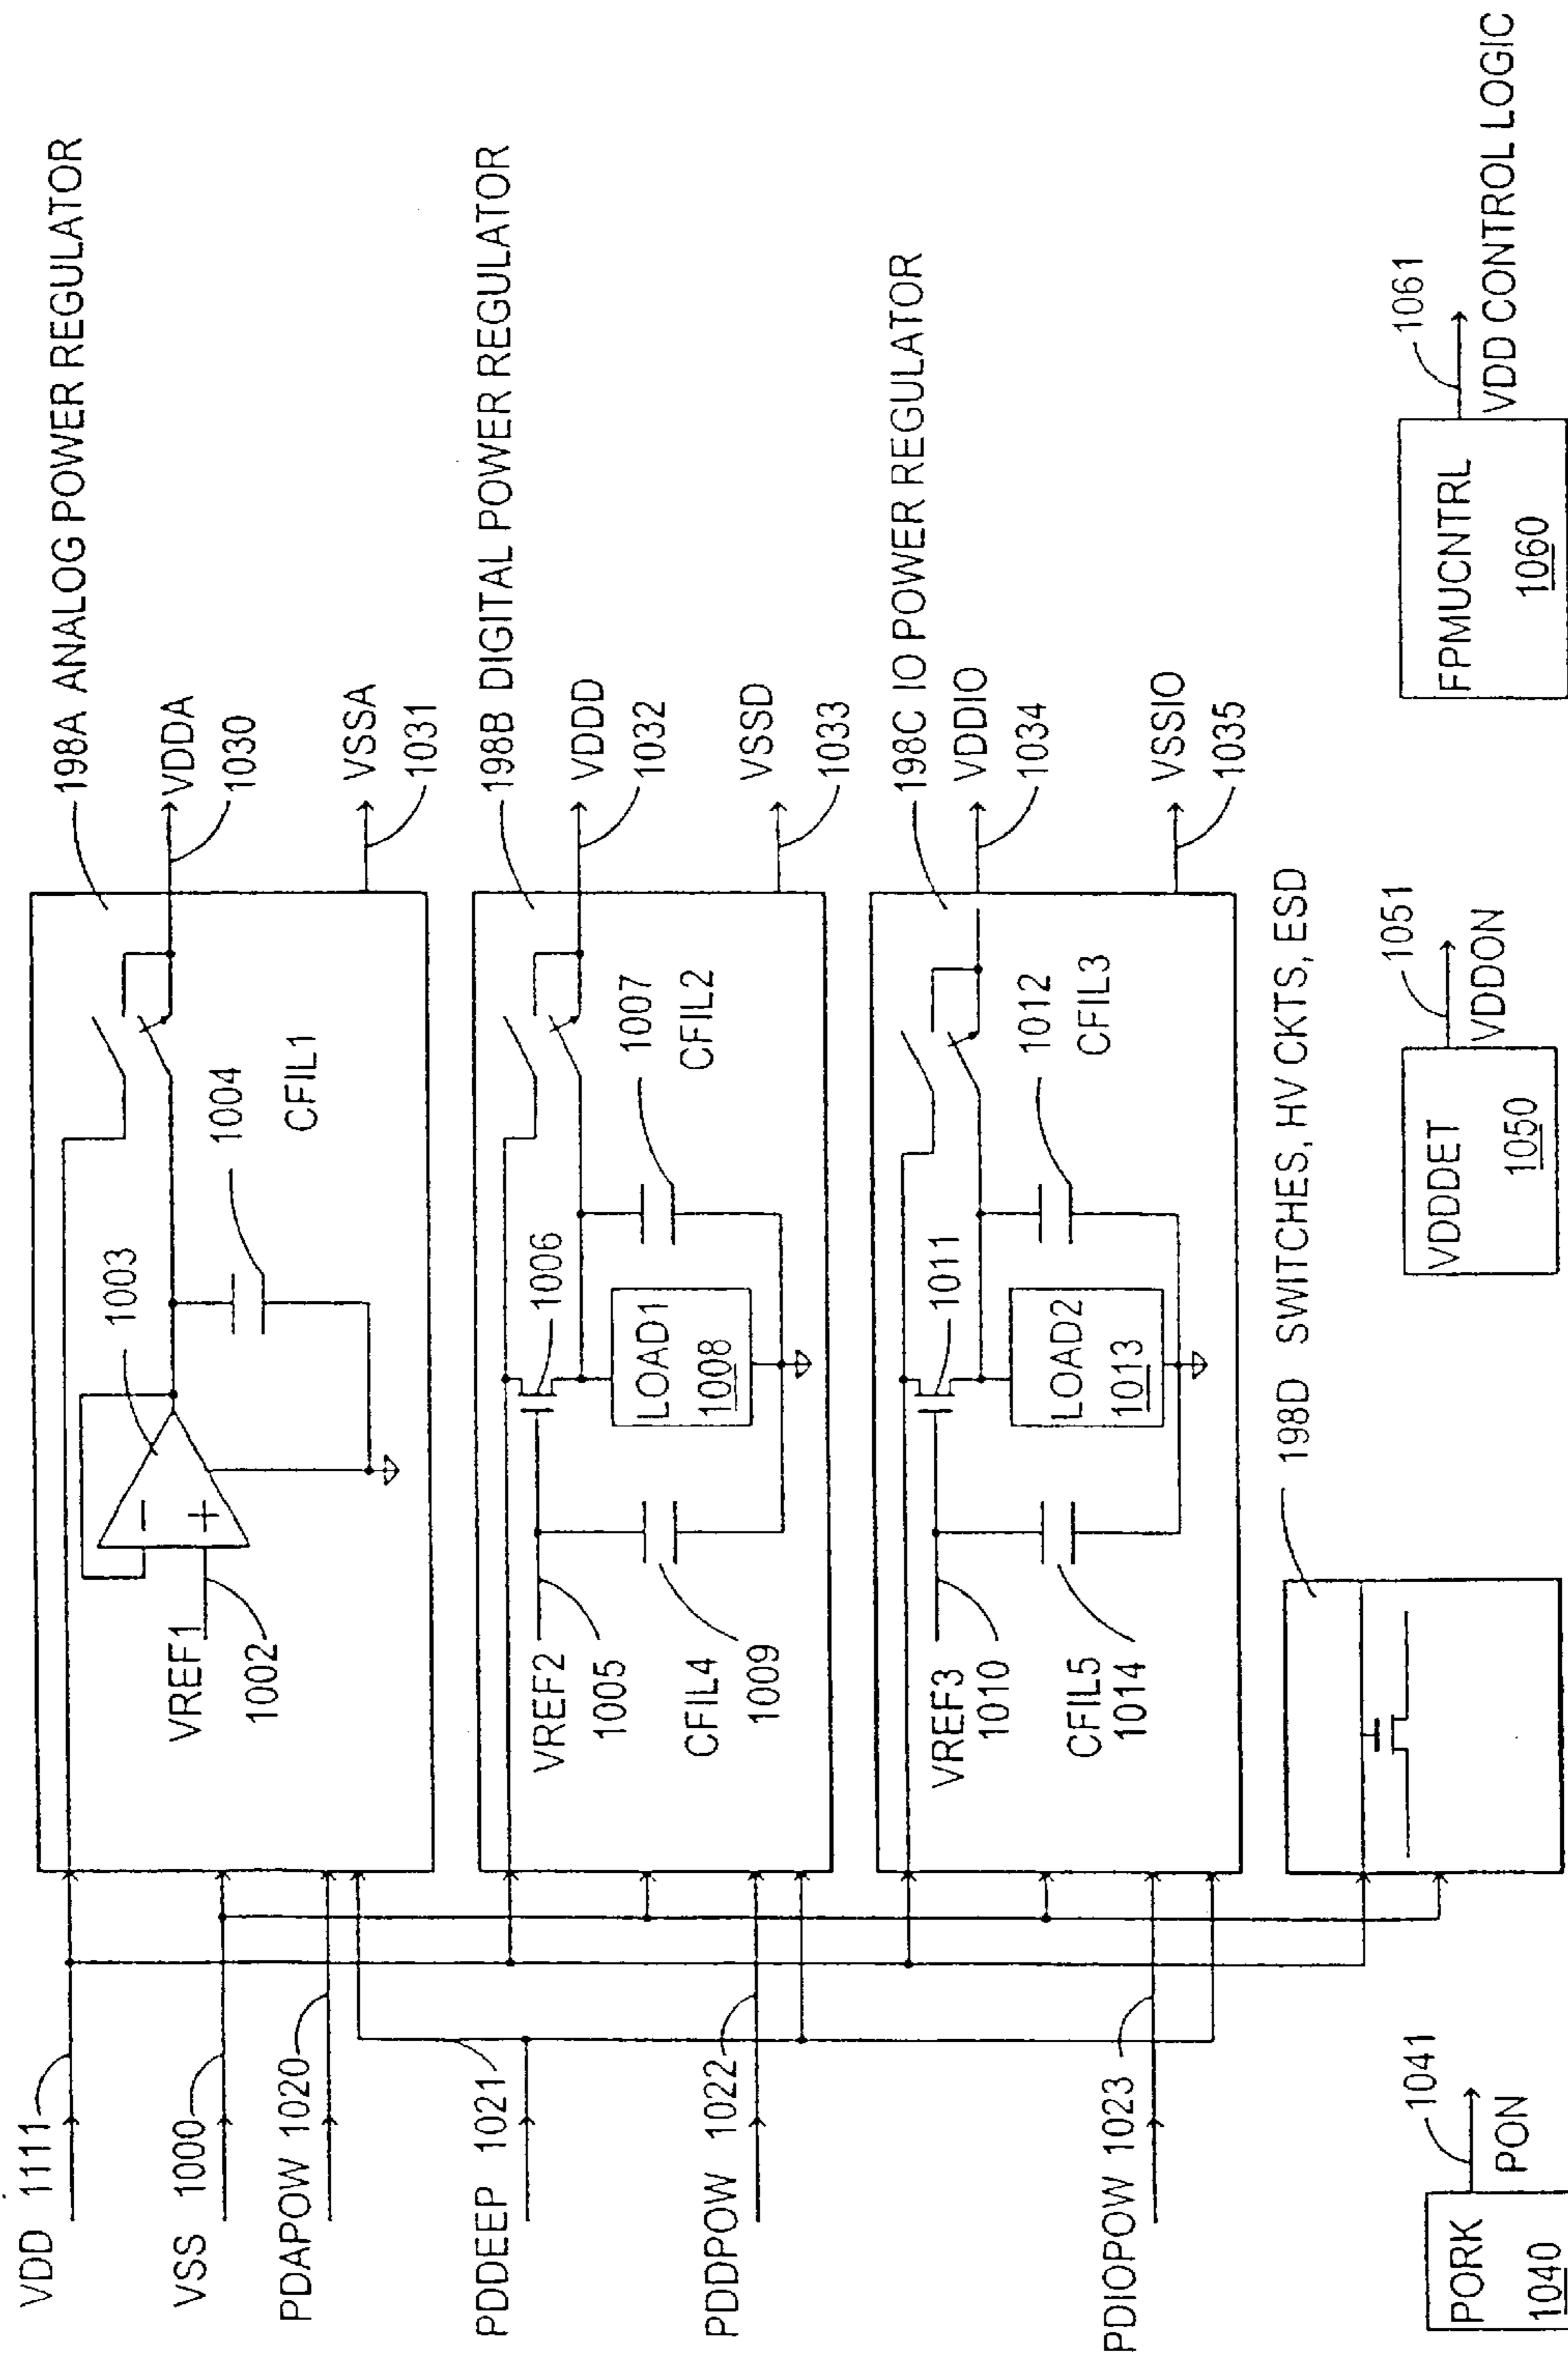 VDD 1111
VSS 1000
PDAPOW 1020
PDDEEP 1021
PDDPOW 1022
PDIOPOW 1023
198A ANALOG POWER REGULATOR
VREF1
1002
1003
1004
CFIL1
VDDA
1030
VSSA
1031
198B DIGITAL POWER REGULATOR
VREF2
1005
CFIL4
1009
1006
LOAD1
1008
1007
CFIL2
VDDD
1032
VSSD
1033
198C IO POWER REGULATOR
VREF3
1010
CFIL5
1014
1011
LOAD2
1013
1012
CFIL3
VDDIO
1034
VSSIO
1035
198D SWITCHES, HV CKTS, ESD
PORK
1040
1041
PON
VDDDET
1050
1051
VDDON
FPMUCNTRL
1060
1061
VDD CONTROL LOGIC